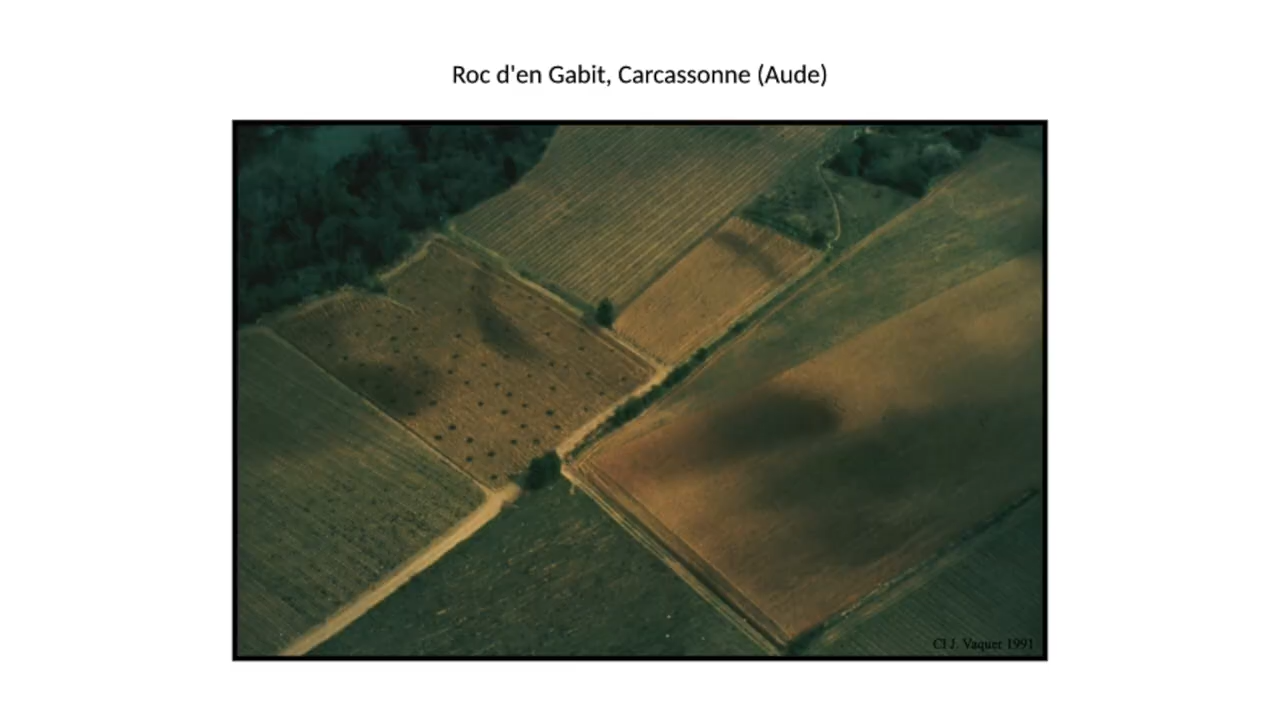 Roc d'en Gabit, Carcassonne (Aude)
Cl J. Vaquer 1991